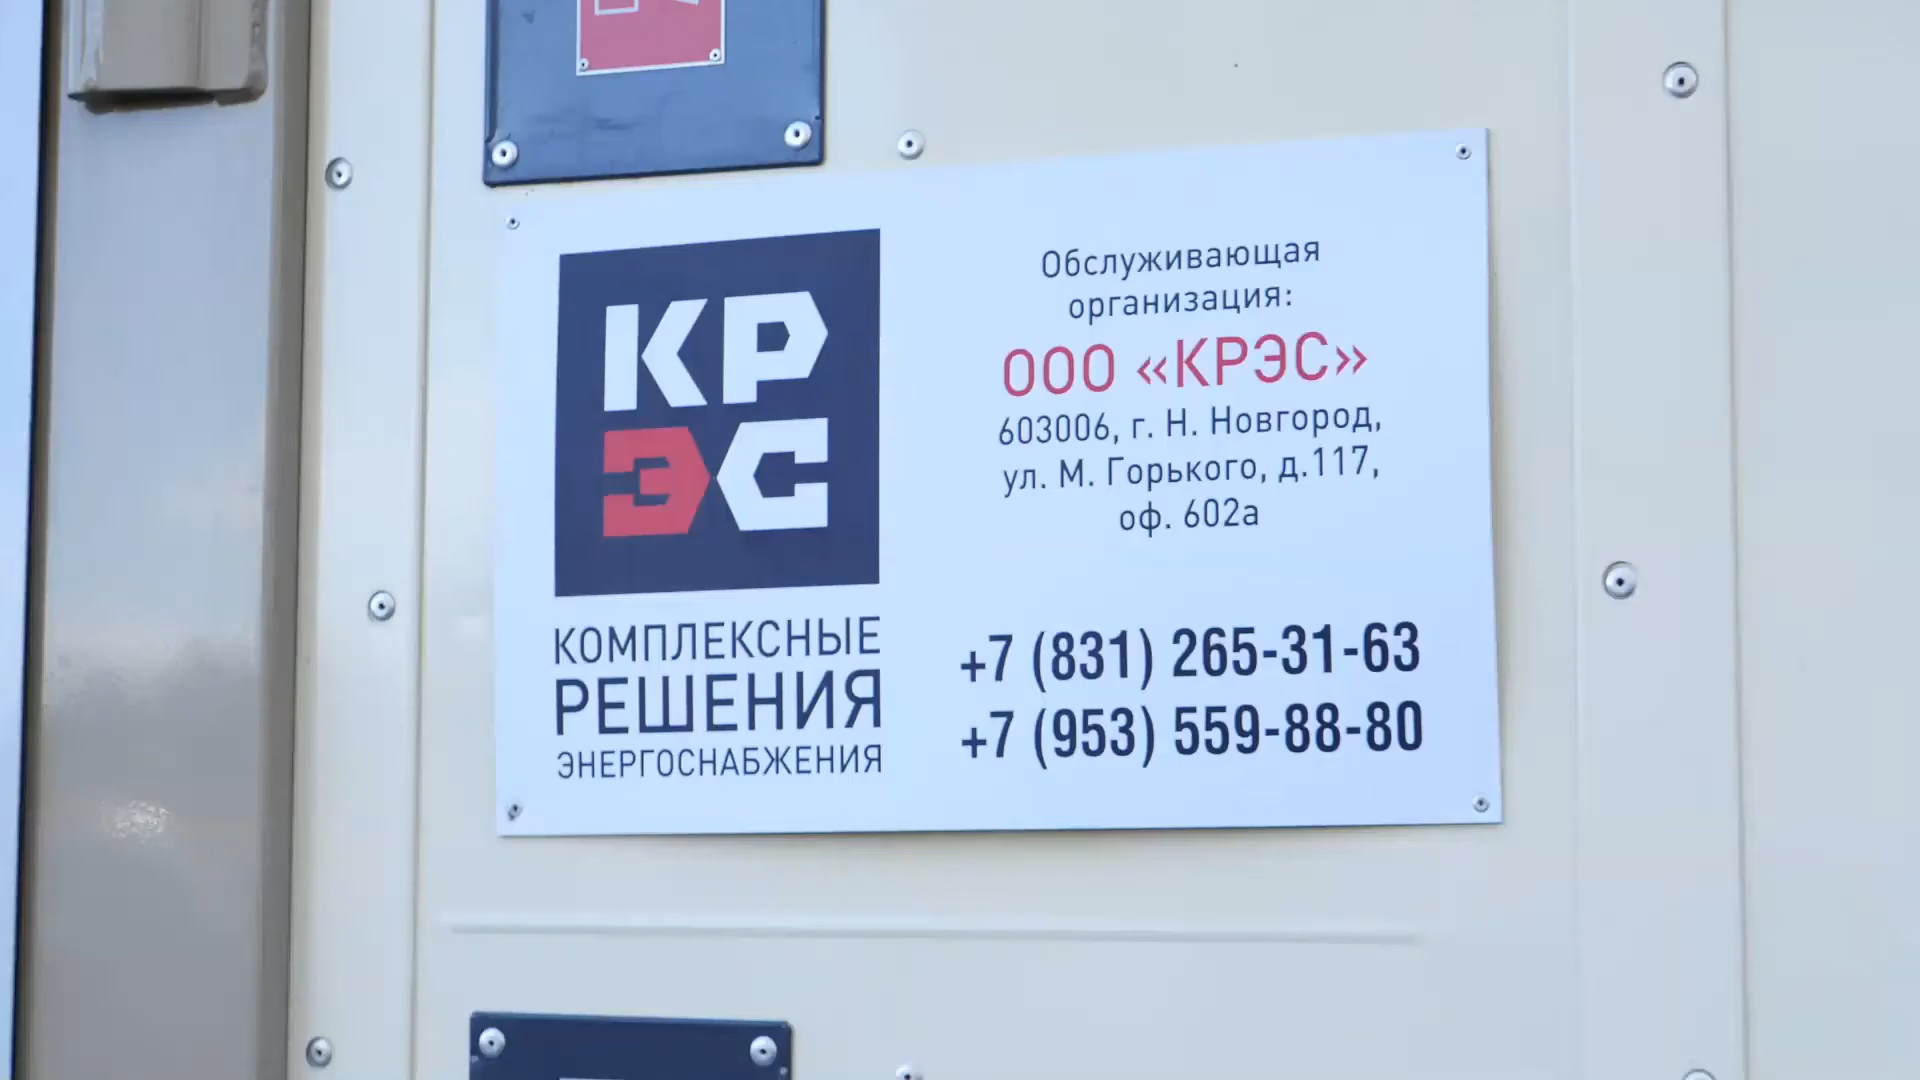 КР
ЭС
КОМПЛЕКСНЫЕ
РЕШЕНИЯ
ЭНЕРГОСНАБЖЕНИЯ
Обслуживающая
организация:
ООО «КРЭС»
603006, г. Н. Новгород,
ул. М. Горького, д.117,
оф. 602а
+7 (831) 265-31-63
+7 (953) 559-88-80